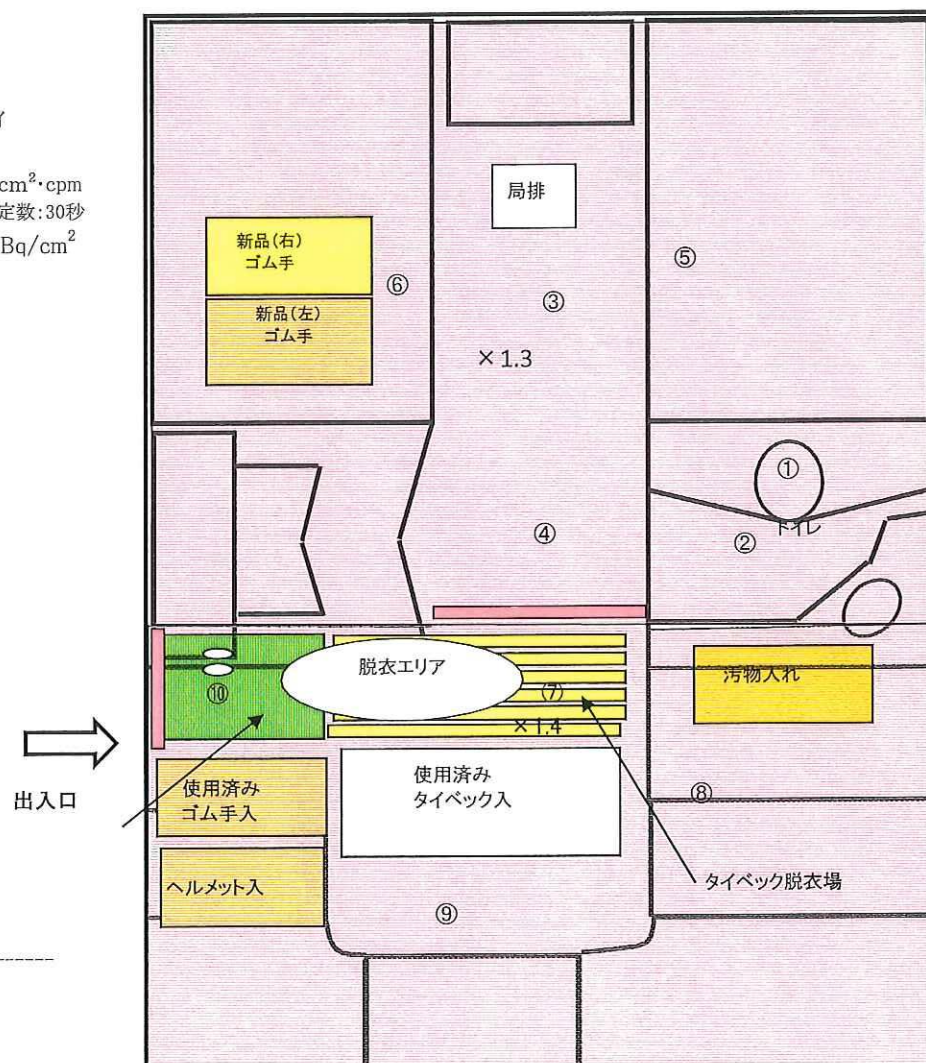 イ
cm²・cpm
定数:30秒
Bq/cm²
局排
新品(右)
ゴム手
⑥
⑤
③
新品(左)
ゴム手
×1.3
①
④
②
トイレ
脱衣エリア
⑩
⑦
汚物入れ
×1.4
出入口
使用済み
ゴム手入
使用済み
タイベック入
⑧
ヘルメット入
タイベック脱衣場
⑨